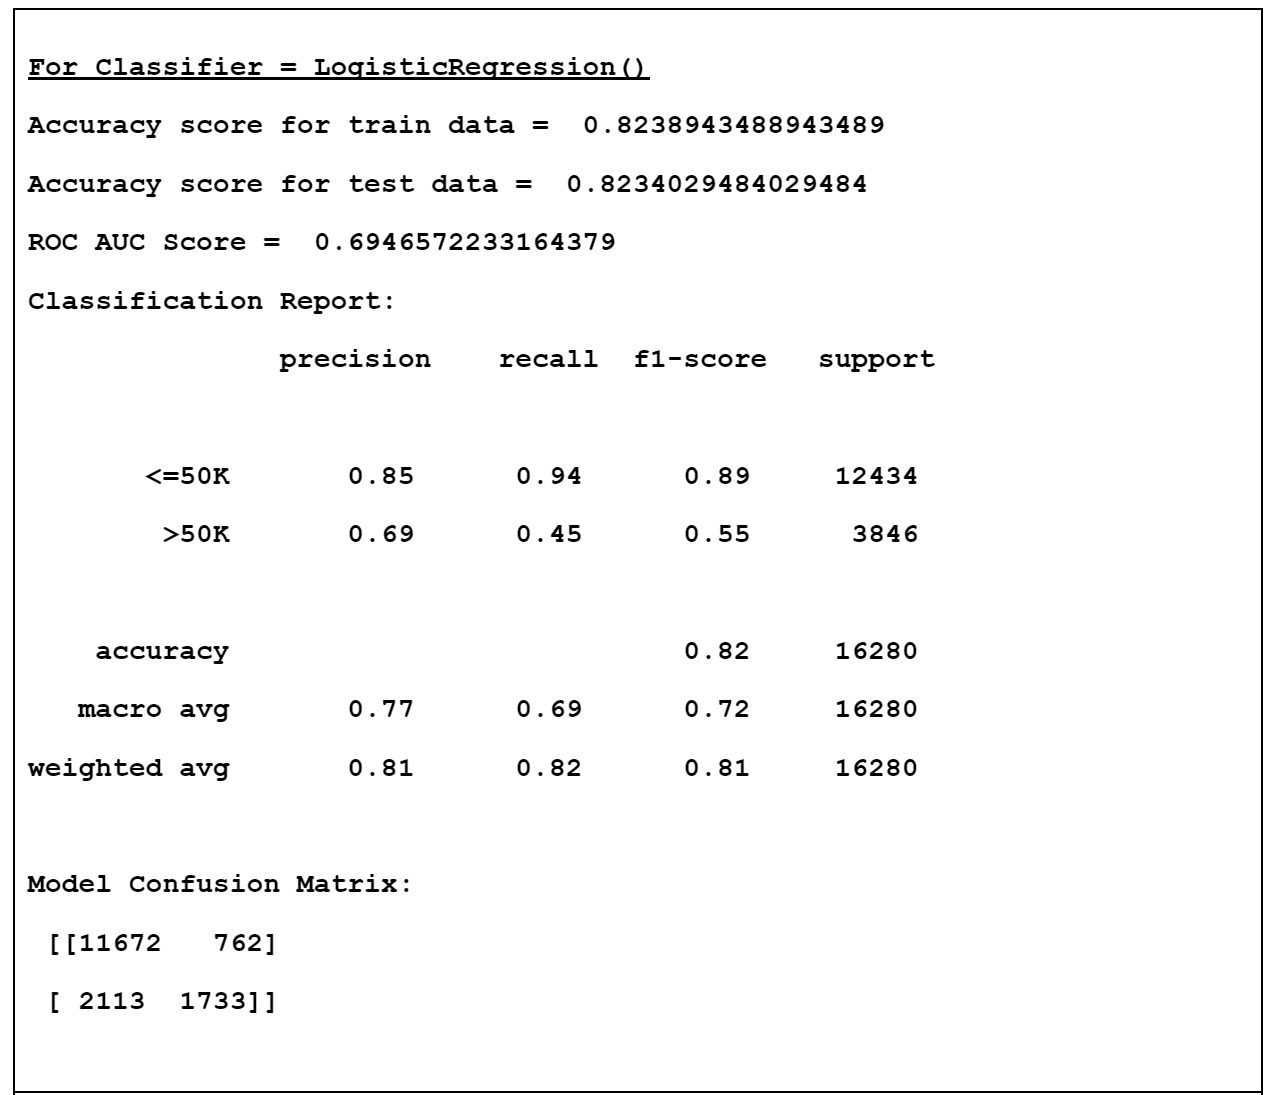 For Classifier = LogisticRegression()
Accuracy score for train data =  0.8238943488943489
Accuracy score for test data =  0.8234029484029484
ROC AUC Score =  0.6946572233164379
Classification Report:
precision    recall  f1-score   support
<=50K       0.85      0.94      0.89     12434
>50K       0.69      0.45      0.55      3846
accuracy                           0.82     16280
macro avg       0.77      0.69      0.72     16280
weighted avg       0.81      0.82      0.81     16280
Model Confusion Matrix:
[[11672   762]
[ 2113  1733]]